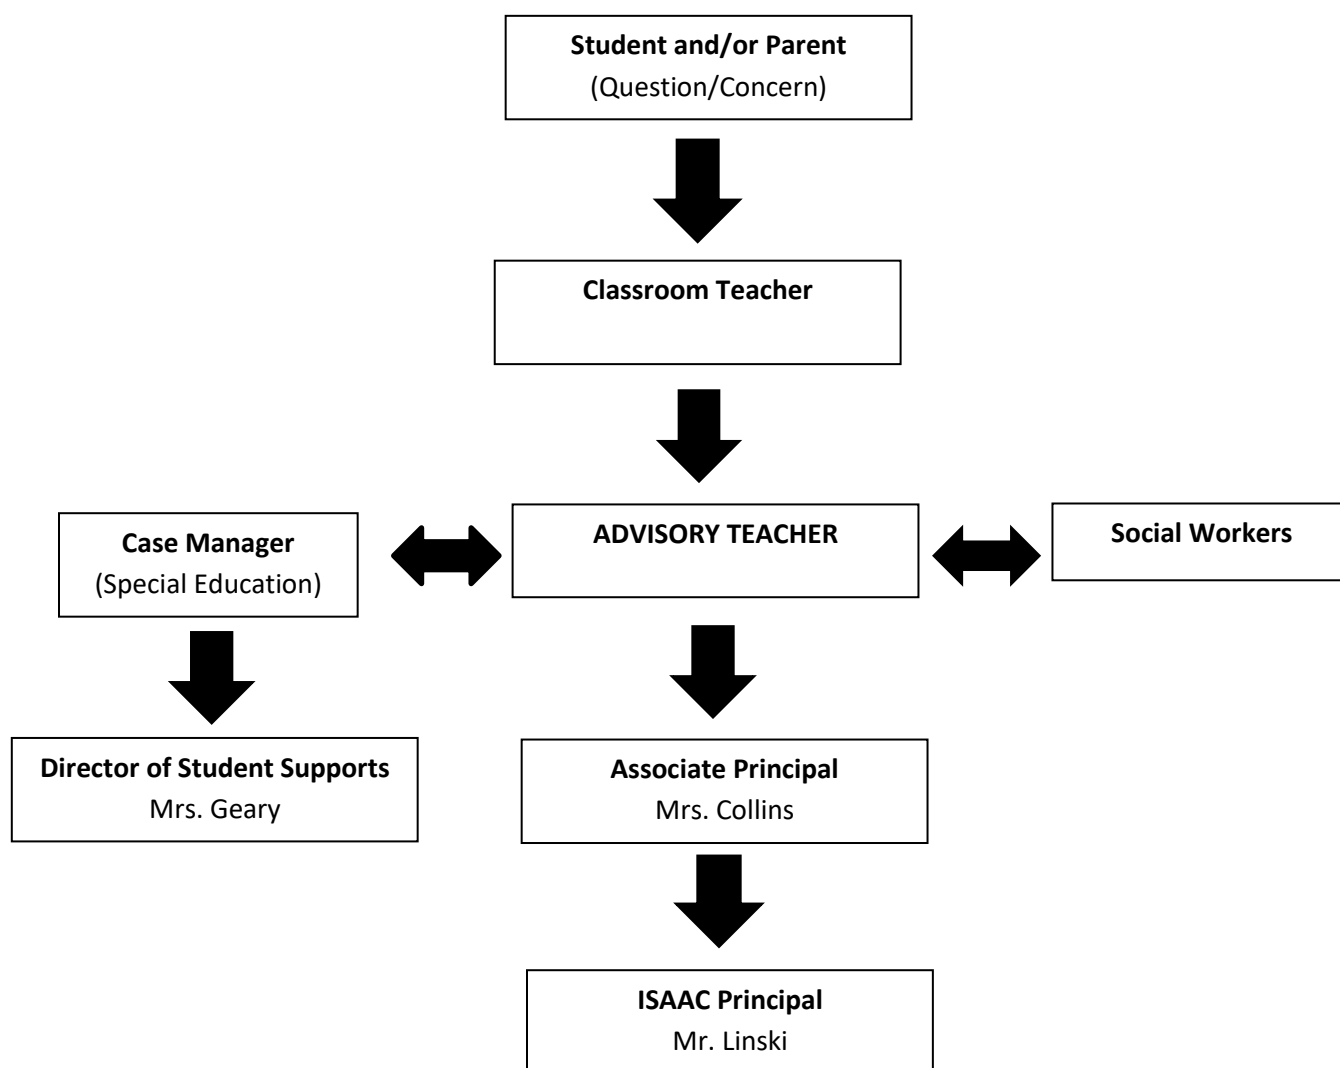 Student and/or Parent
(Question/Concern)
Classroom Teacher
Case Manager
(Special Education)
ADVISORY TEACHER
Social Workers
Director of Student Supports
Mrs. Geary
Associate Principal
Mrs. Collins
ISAAC Principal
Mr. Linski